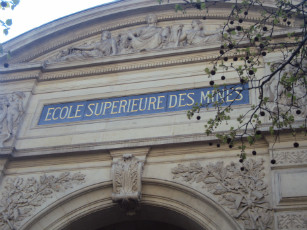 ECOLE SUPERIEURE DES MINES